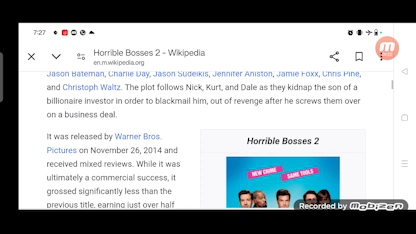 7:27
Horrible Bosses 2 - Wikipedia
en.m.wikipedia.org
Jason Bateman, Charlie Day, Jason Sudeikis, Jennifer Aniston, Jamie Foxx, Chris Pine,
and Christoph Waltz. The plot follows Nick, Kurt, and Dale as they kidnap the son of a
billionaire investor in order to blackmail him, out of revenge after he screws them over
on a business deal.
It was released by Warner Bros.
Pictures on November 26, 2014 and
received mixed reviews. While it was
ultimately a commercial success, it
grossed significantly less than the
previous title, earning just over half
Horrible Bosses 2
NEW CRIME
SAME TOOLS
Recorded by MOBIZEN